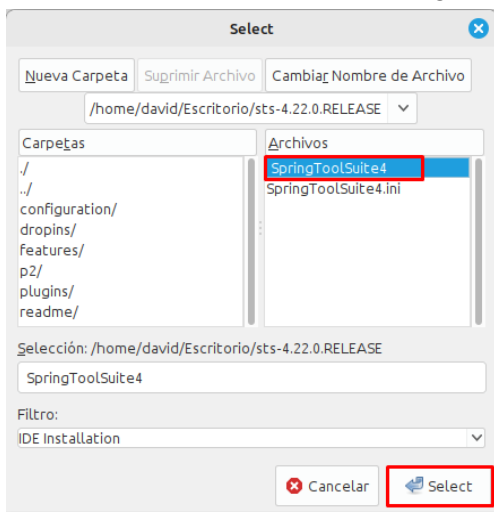 Select
Nueva Carpeta Suprimir Archivo Cambiar Nombre de Archivo
/home/david/Escritorio/sts-4.22.0.RELEASE
Carpetas
./
../
configuration/
dropins/
features/
p2/
plugins/
readme/
Archivos
SpringToolSuite4
SpringToolSuite4.ini
Selección: /home/david/Escritorio/sts-4.22.0.RELEASE
SpringToolSuite4
Filtro:
IDE Installation
Cancelar Select